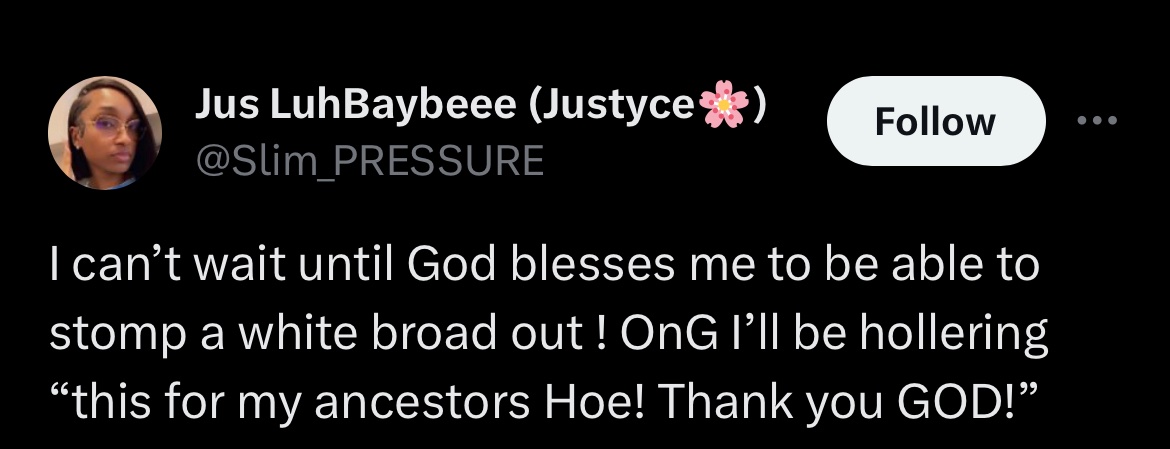 Jus LuhBaybeee (Justyce🌸)
Follow
@Slim_PRESSURE
I can’t wait until God blesses me to be able to
stomp a white broad out ! OnG I’ll be hollering
“this for my ancestors Hoe! Thank you GOD!”